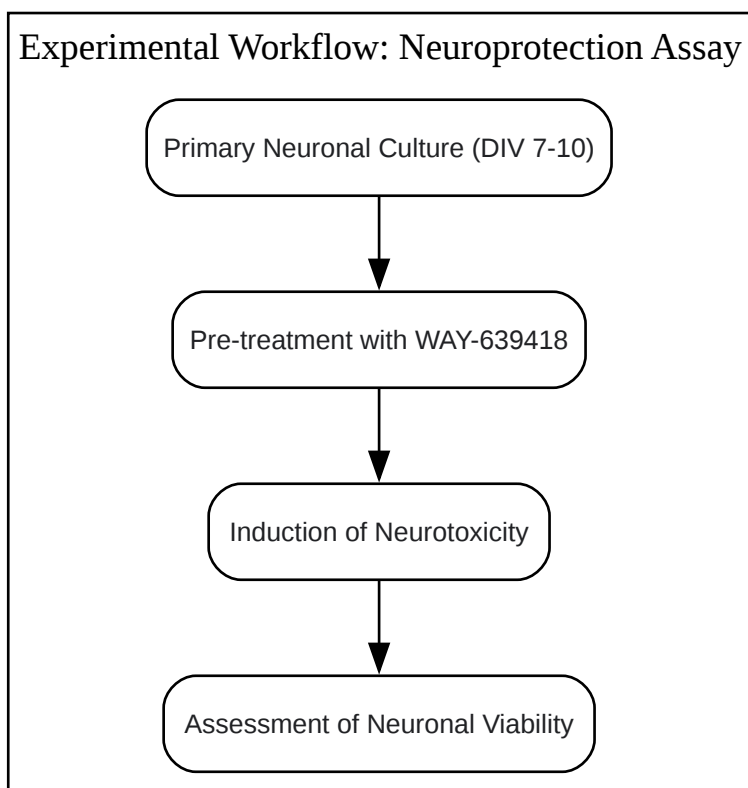 Experimental Workflow: Neuroprotection Assay
Primary Neuronal Culture (DIV 7-10)
Pre-treatment with WAY-639418
Induction of Neurotoxicity
Assessment of Neuronal Viability